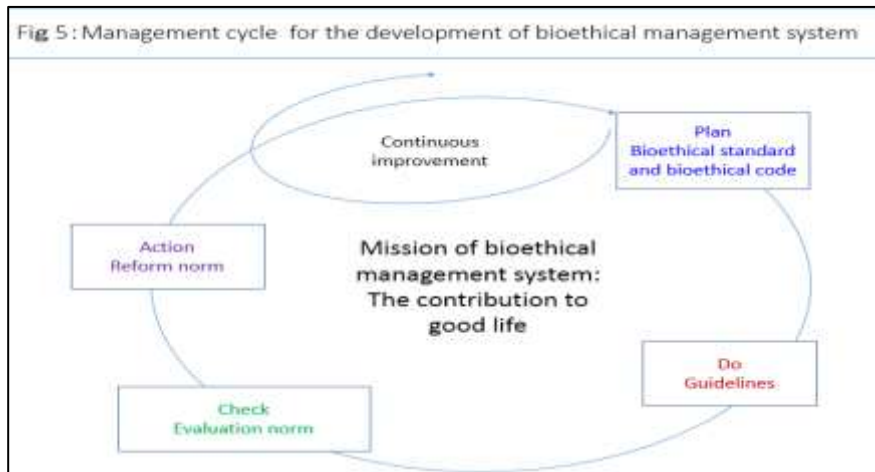 Fig 5 : Management cycle for the development of bioethical management system
Continuous
improvement
Plan
Bioethical standard
and bioethical code
Action
Reform norm
Mission of bioethical
management system:
The contribution to
good life
Do
Guidelines
Check
Evaluation norm